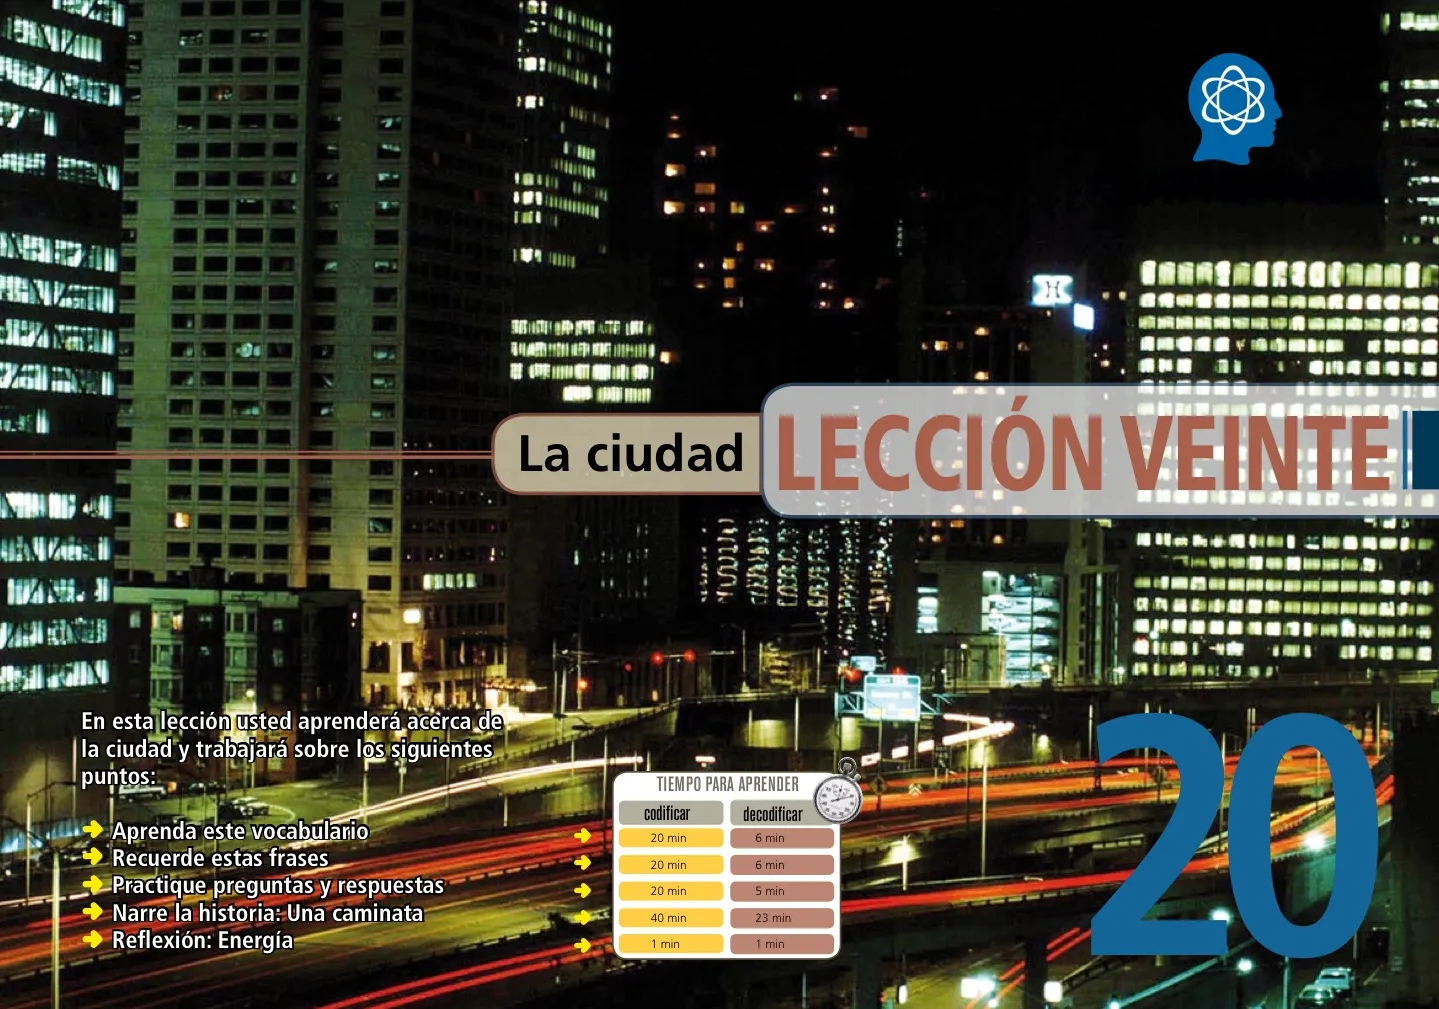 La ciudad
LECCIÓN VEINTE
En esta lección usted aprenderá acerca de
la ciudad y trabajará sobre los siguientes
puntos:
Aprenda este vocabulario
Recuerde estas frases
Practique preguntas y respuestas
Narre la historia: Una caminata
Reflexión: Energía
TIEMPO PARA APRENDER
codificar decodificar
20 min 6 min
20 min 6 min
20 min 5 min
40 min 23 min
1 min 1 min
20